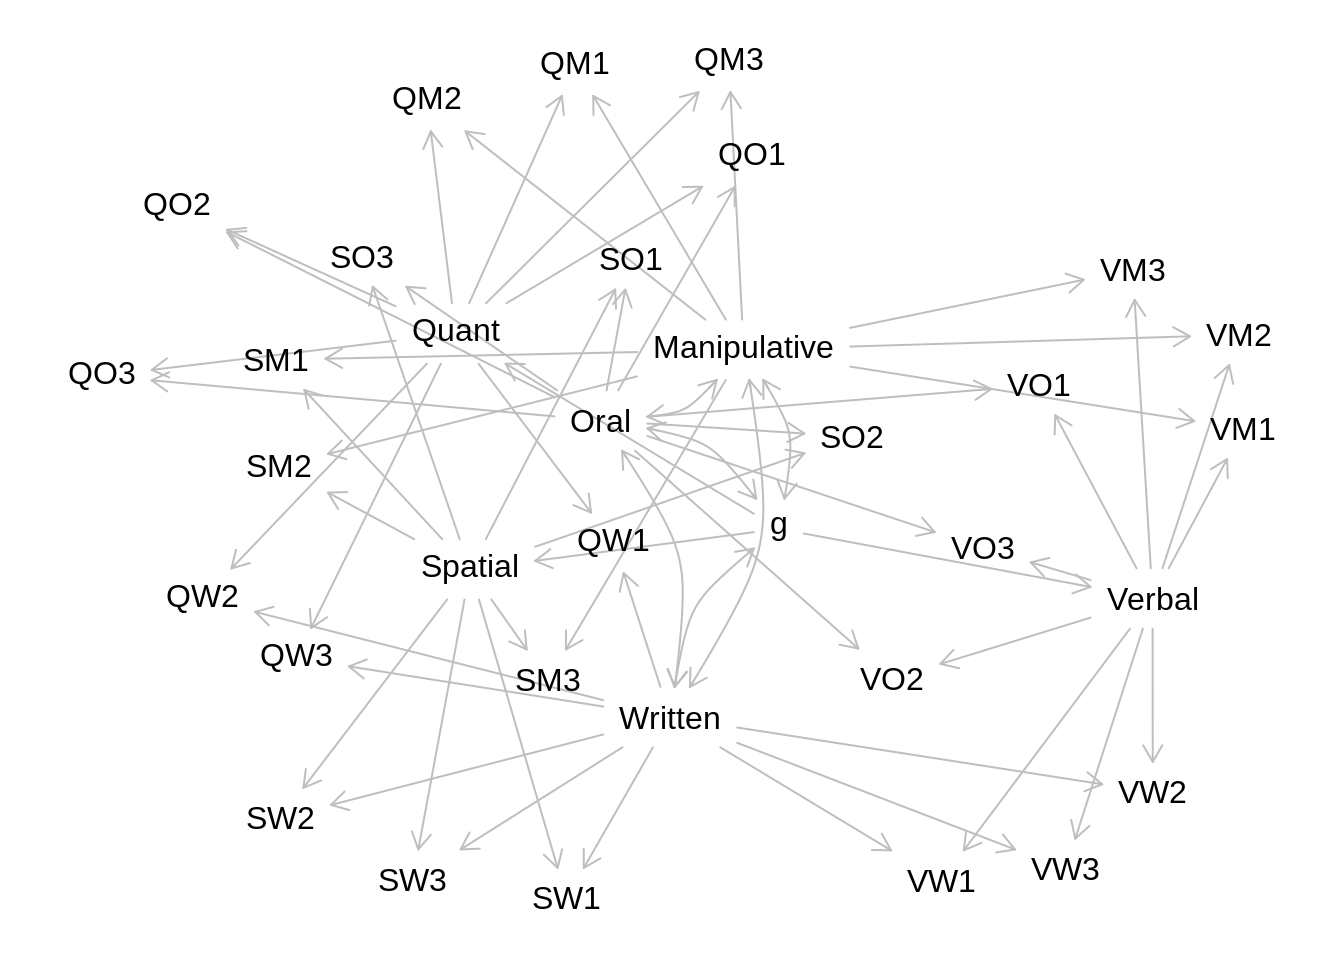 QM3
QM1
QM2
QO1
QO2
SO3
SO1
VM3
Quant
VM2
Manipulative
SM1
QO3
VO1
Oral
VM1
SO2
SM2
g
QW1
VO3
Spatial
QW2
Verbal
QW3
VO2
SM3
Written
VW2
SW2
VW3
SW3
VW1
SW1